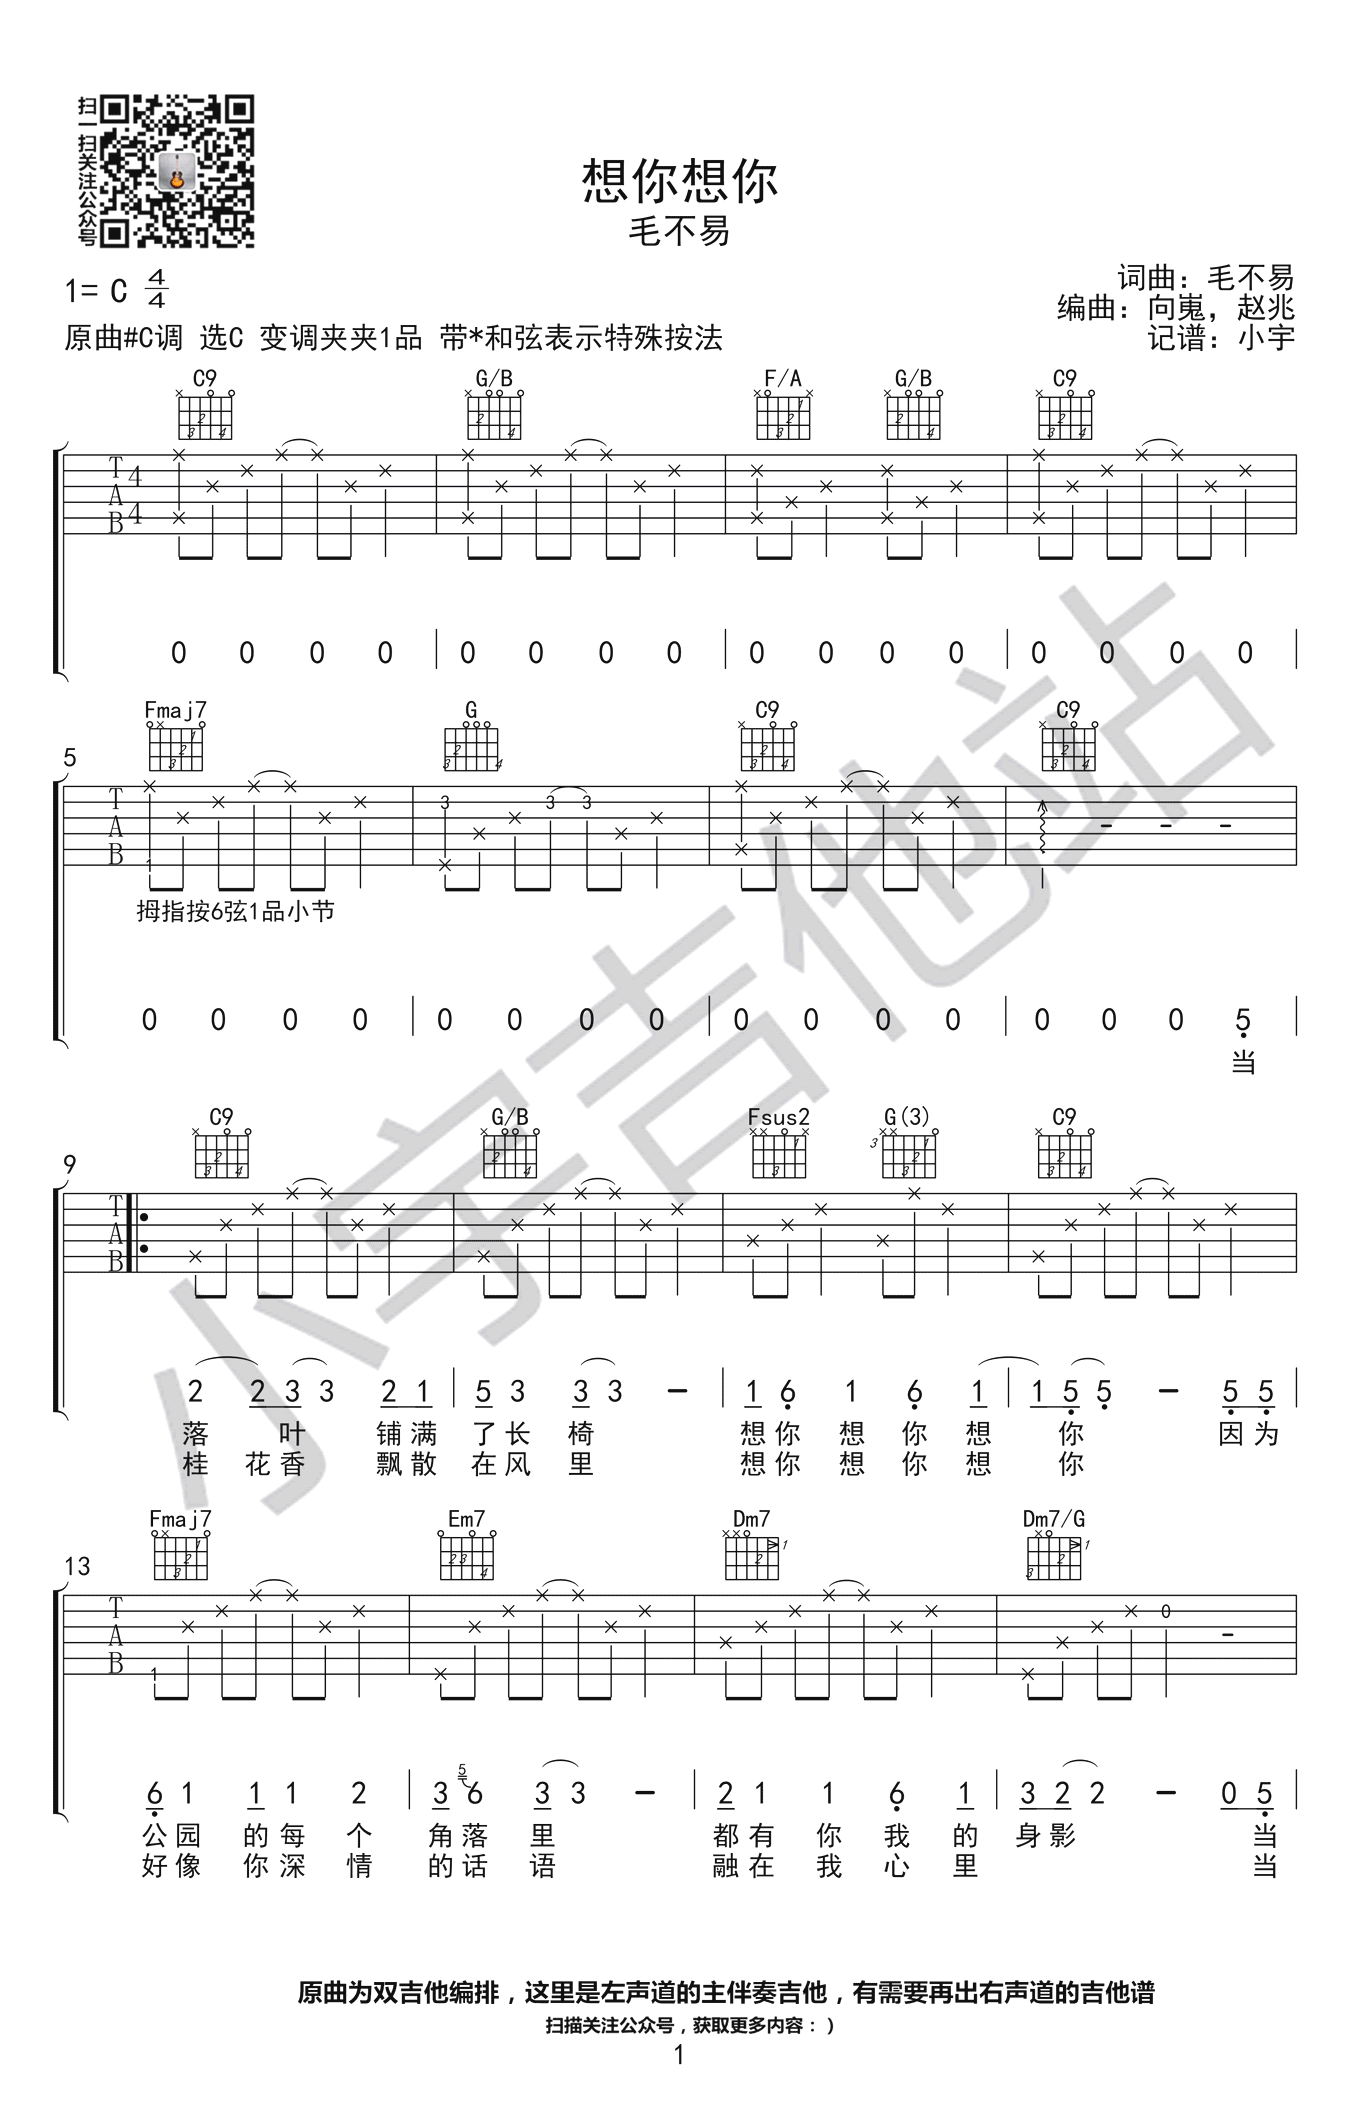 扫一扫关注公众号
想你想你
毛不易
1= C 4/4
词曲：毛不易
编曲：向嵬，赵兆
原曲#C调 选C 变调夹夹1品 带*和弦表示特殊按法
记谱：小宇
C9 G/B F/A G/B C9
T A B 4/4
0 0 0 0 | 0 0 0 0 | 0 0 0 0 | 0 0 0 0
Fmaj7 G C9 C9
5
T A B
拇指按6弦1品小节
0 0 0 0 | 0 0 0 0 | 0 0 0 0 | 0 0 0 5
当
C9 G/B Fsus2 G(3) C9
9
T A B
2 2 3 3 2 1 | 5 3 3 3 - | 1 6 1 6 1 | 1 5 5 - 5 5
落 叶 铺满 了长 椅 想你 想 你 想 你 因为
桂 花香 飘散 在风 里 想你 想 你 想 你
Fmaj7 Em7 Dm7 Dm7/G
13
T A B
6 1 1 1 2 | 3 5 6 3 3 - | 2 1 1 6 1 | 3 2 2 - 0 5
公园 的每 个 角落 里 都有 你 我 的 身影 当
好像 你深 情 的话 语 融在 我 心 里 当
原曲为双吉他编排，这里是左声道的主伴奏吉他，有需要再出右声道的吉他谱
扫描关注公众号，获取更多内容：）
1
小宇吉他站